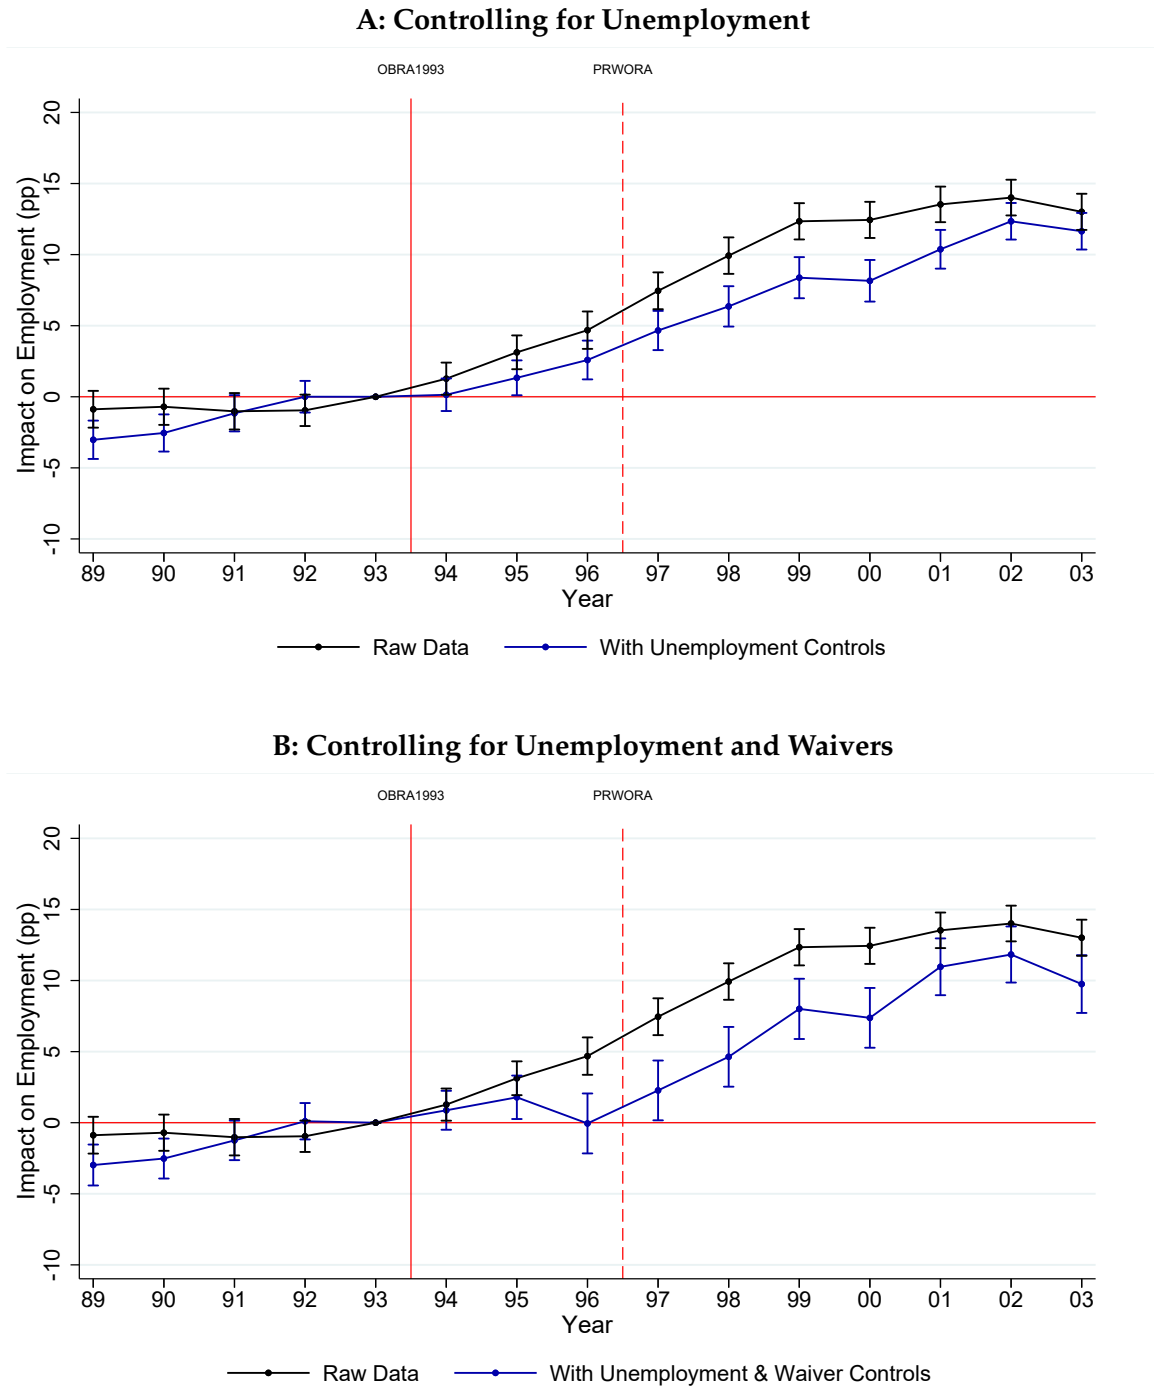 A: Controlling for Unemployment
OBRA1993 PRWORA
Impact on Employment (pp)
20
15
10
5
0
-5
-10
89 90 91 92 93 94 95 96 97 98 99 00 01 02 03
Year
Raw Data With Unemployment Controls
B: Controlling for Unemployment and Waivers
OBRA1993 PRWORA
Impact on Employment (pp)
20
15
10
5
0
-5
-10
89 90 91 92 93 94 95 96 97 98 99 00 01 02 03
Year
Raw Data With Unemployment & Waiver Controls